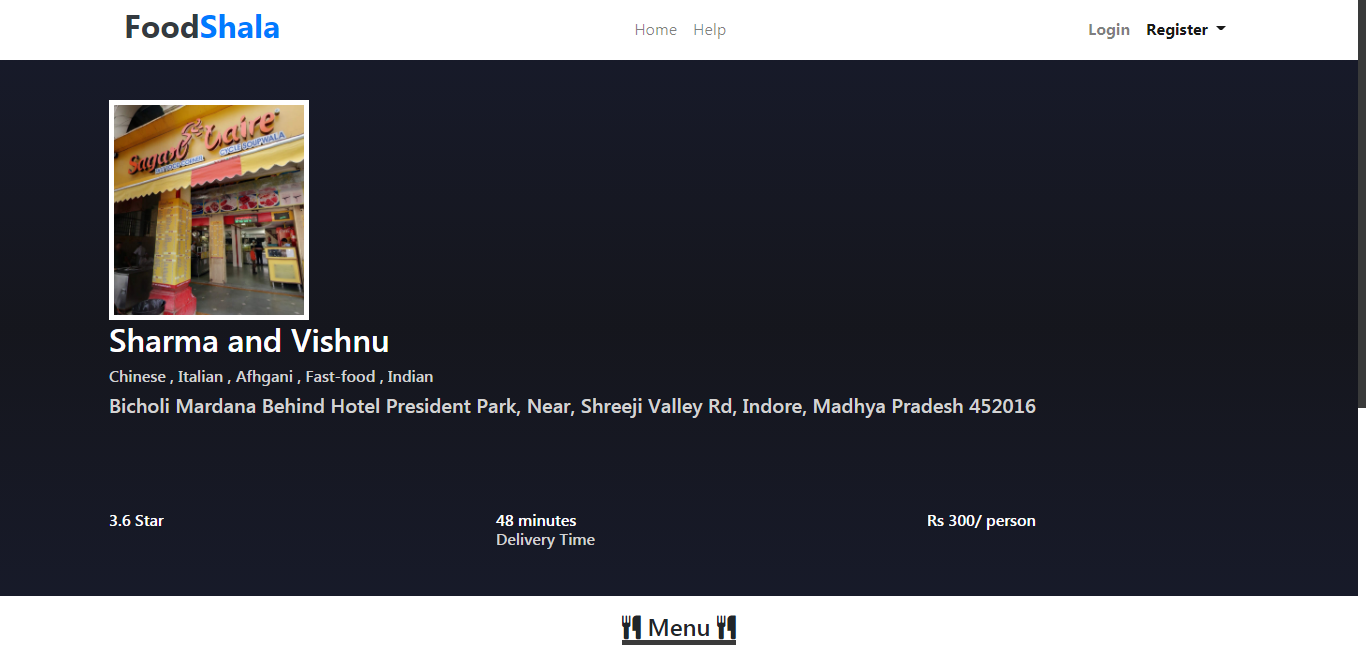 FoodShala
Home Help
Login Register
Sagar Gaire
CYCLE SOUPWALA
Sharma and Vishnu
Chinese , Italian , Afhgani , Fast-food , Indian
Bicholi Mardana Behind Hotel President Park, Near, Shreeji Valley Rd, Indore, Madhya Pradesh 452016
3.6 Star
48 minutes
Delivery Time
Rs 300/ person
Menu